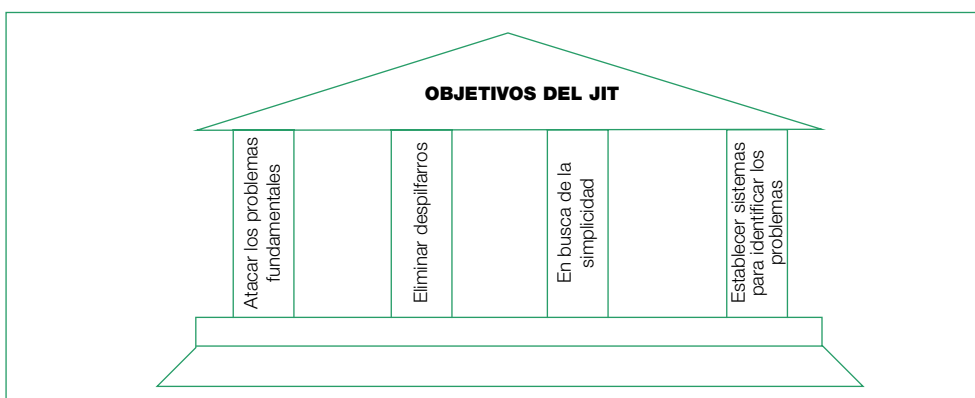 OBJETIVOS DEL JIT
Atacar los problemas
fundamentales
Eliminar despilfarros
En busca de la
simplicidad
Establecer sistemas
para identificar los
problemas